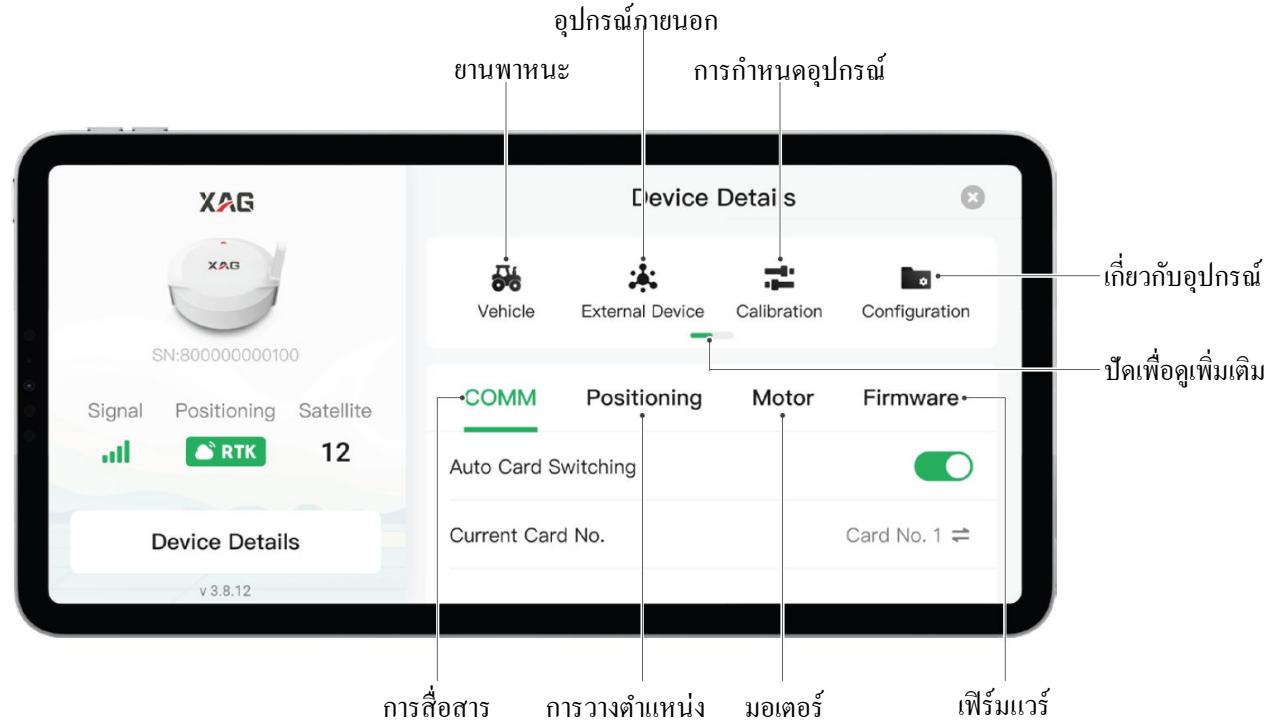 อุปกรณ์ภายนอก
ยานพาหนะ
การกำหนดอุปกรณ์
XAG
Device Details
XAG
Vehicle
External Device
Calibration
Configuration
เกี่ยวกับอุปกรณ์
SN:800000000100
ปัดเพื่อดูเพิ่มเติม
Signal
Positioning
Satellite
RTK
12
COMM
Positioning
Motor
Firmware
Auto Card Switching
Current Card No.
Card No. 1
Device Details
v 3.8.12
การสื่อสาร
การวางตำแหน่ง
มอเตอร์
เฟิร์มแวร์